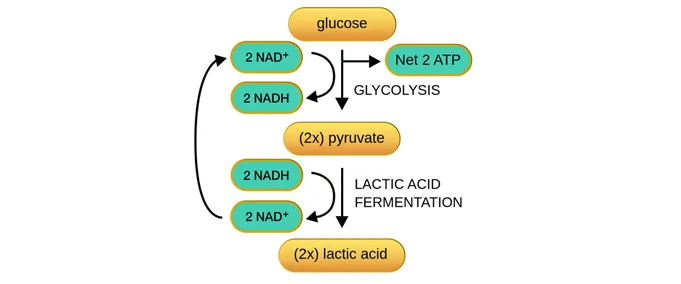 glucose
2 NAD⁺
Net 2 ATP
2 NADH
GLYCOLYSIS
(2x) pyruvate
2 NADH
LACTIC ACID
FERMENTATION
2 NAD⁺
(2x) lactic acid